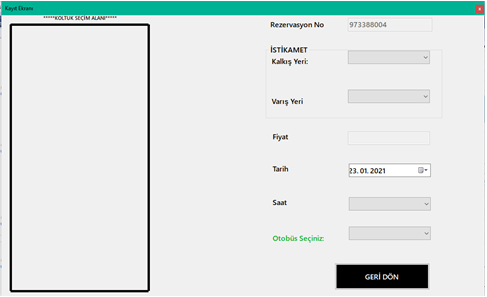 Kayıt Ekranı
x
*****KOLTUK SEÇİM ALANI*****
Rezervasyon No
973388004
İSTİKAMET
Kalkış Yeri:
Varış Yeri
Fiyat
Tarih
23. 01. 2021
Saat
Otobüs Seçiniz:
GERİ DÖN